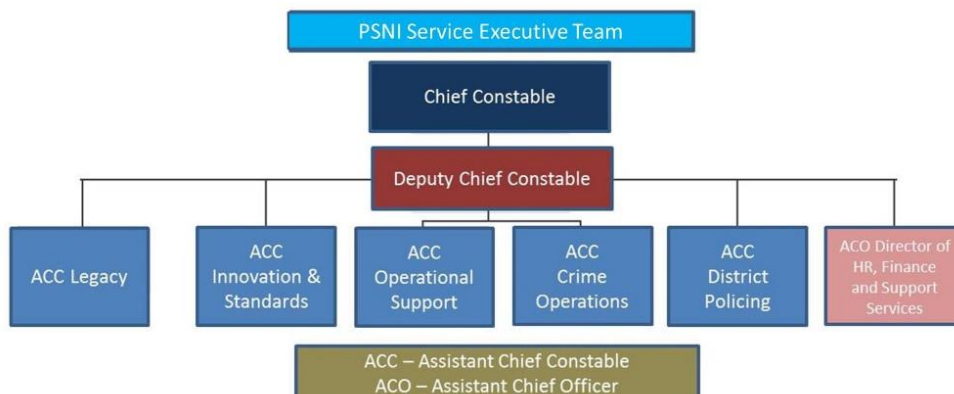 PSNI Service Executive Team
Chief Constable
Deputy Chief Constable
ACC Legacy
ACC
Innovation &
Standards
ACC
Operational
Support
ACC
Crime
Operations
ACC
District
Policing
ACO Director of
HR, Finance
and Support
Services
ACC – Assistant Chief Constable
ACO – Assistant Chief Officer